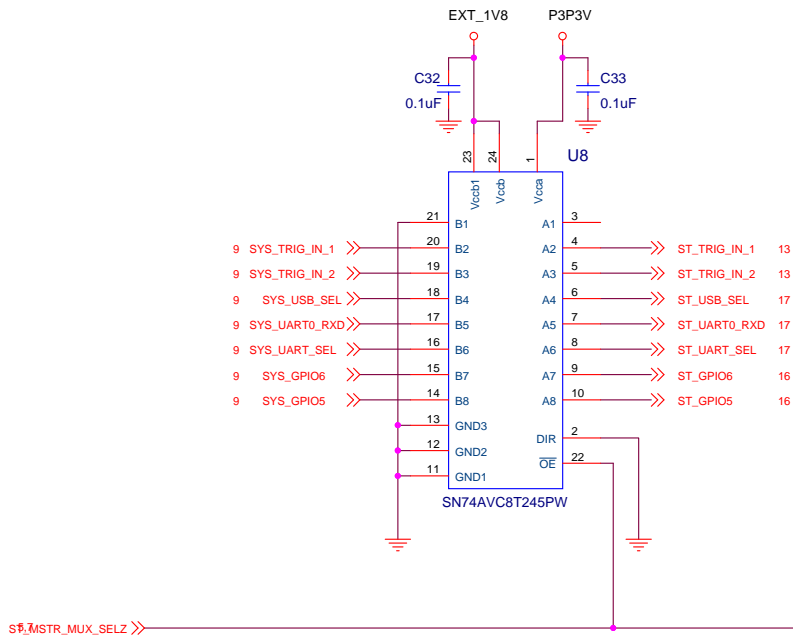 EXT_1V8 P3P3V
C32 C33
0.1uF 0.1uF
23 24 1 U8
Vccb1 Vccb Vcca
21 B1 A1 3
9 SYS_TRIG_IN_1 20 B2 A2 4 ST_TRIG_IN_1 13
9 SYS_TRIG_IN_2 19 B3 A3 5 ST_TRIG_IN_2 13
9 SYS_USB_SEL 18 B4 A4 6 ST_USB_SEL 17
9 SYS_UART0_RXD 17 B5 A5 7 ST_UART0_RXD 17
9 SYS_UART_SEL 16 B6 A6 8 ST_UART_SEL 17
9 SYS_GPIO6 15 B7 A7 9 ST_GPIO6 16
9 SYS_GPIO5 14 B8 A8 10 ST_GPIO5 16
13 GND3
12 GND2 DIR 2
11 GND1 OE 22
SN74AVC8T245PW
ST_MSTR_MUX_SELZ